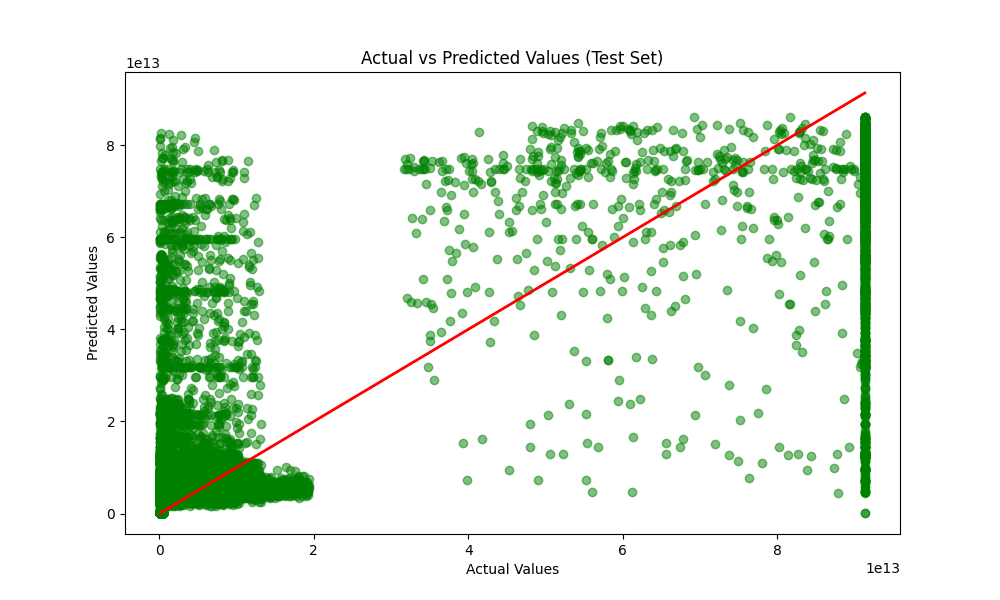 Actual vs Predicted Values (Test Set)
1e13
8
6
4
2
0
Predicted Values
0 2 4 6 8
1e13
Actual Values